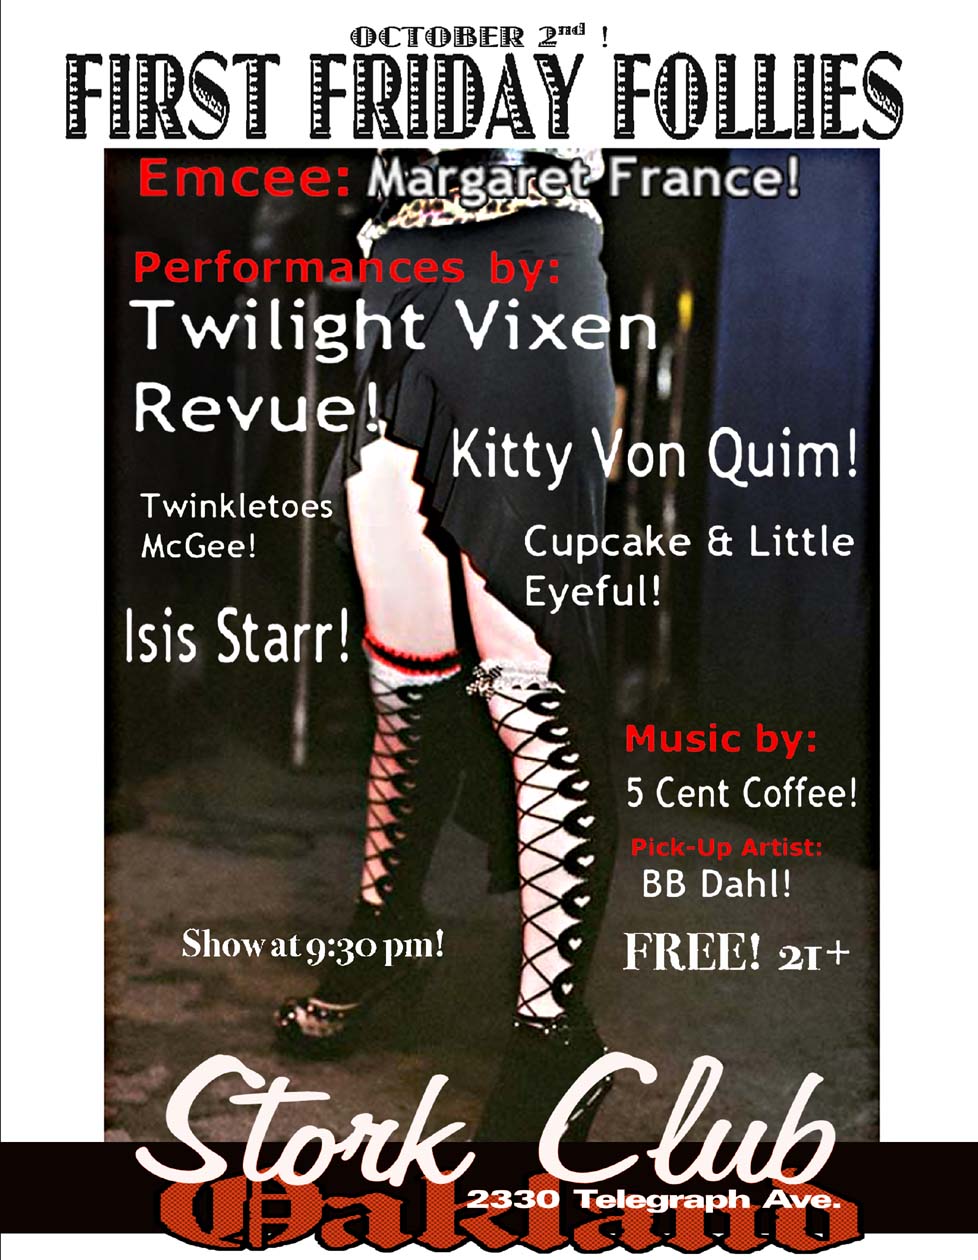 OCTOBER 2nd !
FIRST FRIDAY FOLLIES
Emcee: Margaret France!
Performances by:
Twilight Vixen
Revue!
Kitty Von Quim!
Twinkletoes
McGee!
Cupcake & Little
Eyeful!
Isis Starr!
Music by:
5 Cent Coffee!
Pick-Up Artist:
BB Dahl!
Show at 9:30 pm!
FREE! 21+
Stork Club
2330 Telegraph Ave.
Oakland